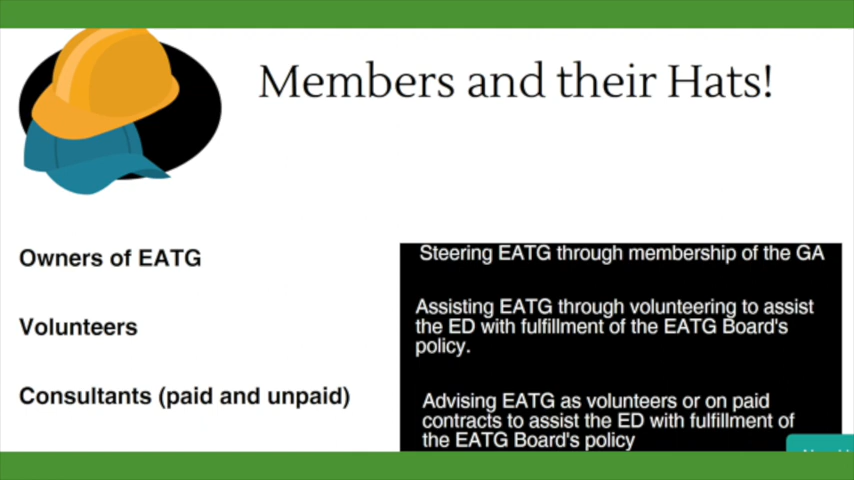 Members and their Hats!
Owners of EATG
Steering EATG through membership of the GA
Volunteers
Assisting EATG through volunteering to assist
the ED with fulfillment of the EATG Board's
policy.
Consultants (paid and unpaid)
Advising EATG as volunteers or on paid
contracts to assist the ED with fulfillment of
the EATG Board's policy